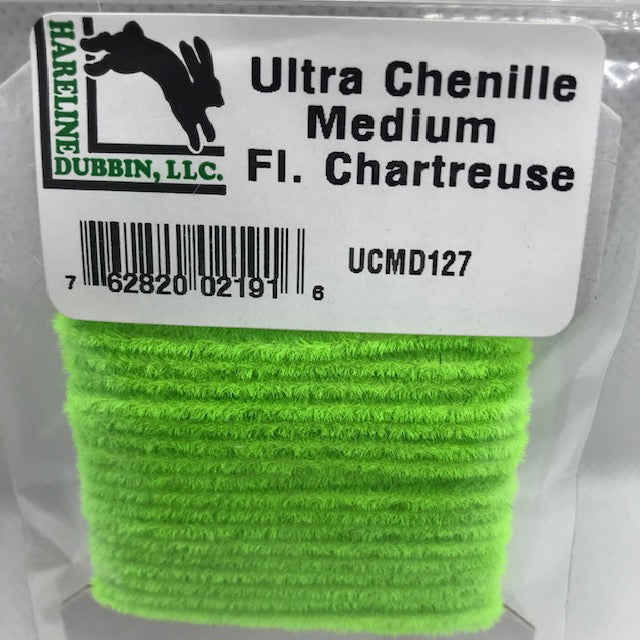 HARELINE
DUBBIN, LLC.
Ultra Chenille
Medium
Fl. Chartreuse
7 62820 02191 6
UCMD127